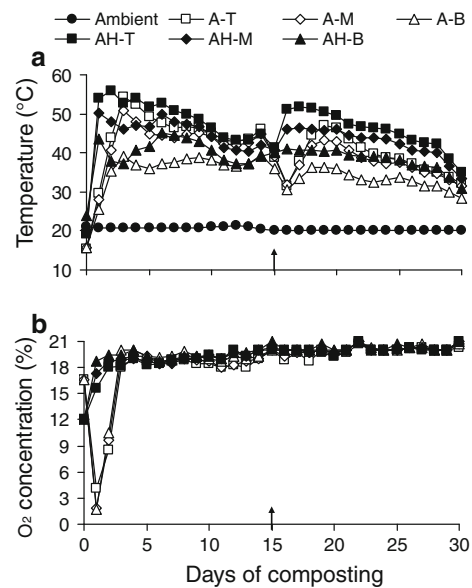 Ambient A-T A-M A-B
AH-T AH-M AH-B
a
60
50
40
30
20
10
Temperature (°C)
b
21
18
15
12
9
6
3
0
O₂ concentration (%)
0 5 10 15 20 25 30
Days of composting